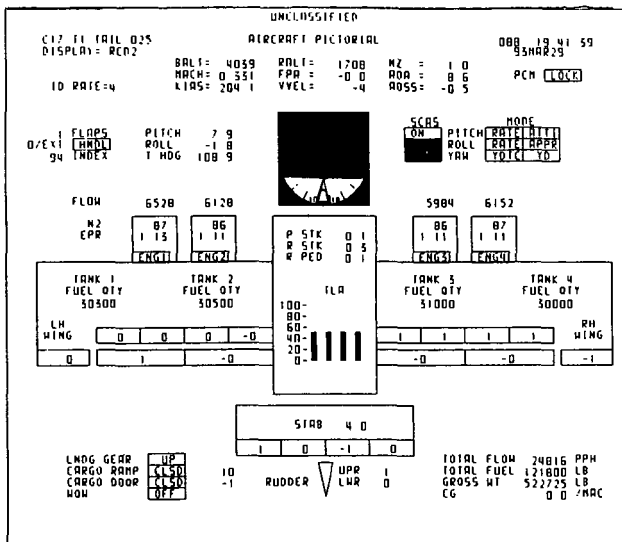 UNCLASSIFIED
C17 T1 TAIL 025 AIRCRAFT PICTORIAL 088 19 41 39
DISPLAY= RCD2 93MAR29
BALT= 4039 RALT= 1708 NZ = 1 0
MACH= 0 331 FPA = -0 0 AOA = 8 6 PCM LOCK
ID RATE=4 KIAS= 204 1 VVEL= -4 AOSS= -0 5
SCAS MODE
1 FLAPS PITCH 7 9 ON PITCH RATE ATTI
0/EXT HNDL ROLL -1 8 ROLL RATE APPR
94 INDEX T HDG 108 9 YAW YDTC YD
FLOW 6528 6128 5984 6152
N2 87 86 P STK 0 1 86 87
EPR 1 13 1 11 R STK 0 3 1 11 1 11
ENG1 ENG2 R PED 0 1 ENG3 ENG4
TANK 1 TANK 2 TLA TANK 3 TANK 4
FUEL QTY FUEL QTY FUEL QTY FUEL QTY
30300 30500 31000 30000
100-
80-
60-
40-
20-
0-
LH WING 0 0 0 -0 1 1 1 1 RH WING
0 1 -0 -0 -0 -1
STAB 4 0
1 0 -1 0
LNDG GEAR UP TOTAL FLOW 24816 PPH
CARGO RAMP CLSD 10 UPR 1 TOTAL FUEL 121800 LB
CARGO DOOR CLSD -1 RUDDER LWR 0 GROSS WT 522725 LB
WOW OFF CG 0 0 /MAC